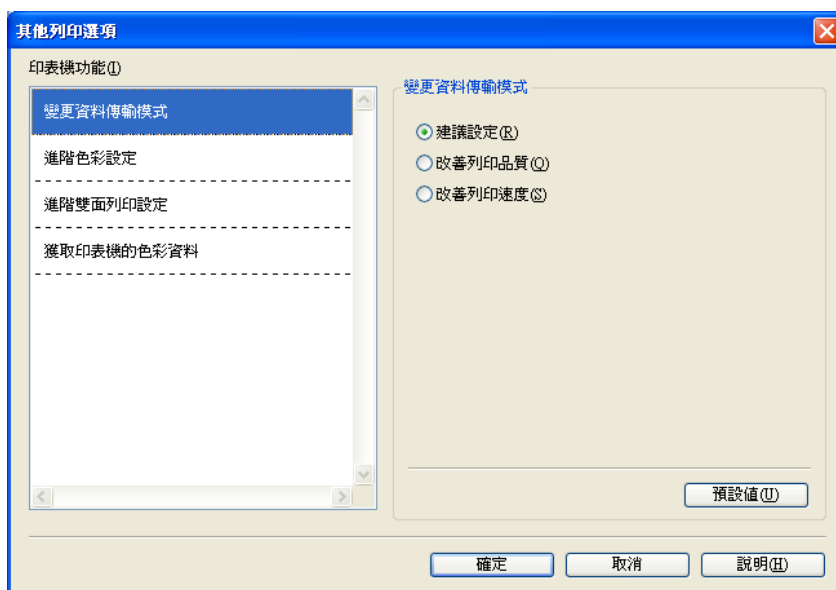 其他列印選項
印表機功能(I)
變更資料傳輸模式
進階色彩設定
進階雙面列印設定
獲取印表機的色彩資料
變更資料傳輸模式
建議設定(R)
改善列印品質(Q)
改善列印速度(S)
預設值(U)
確定
取消
說明(H)